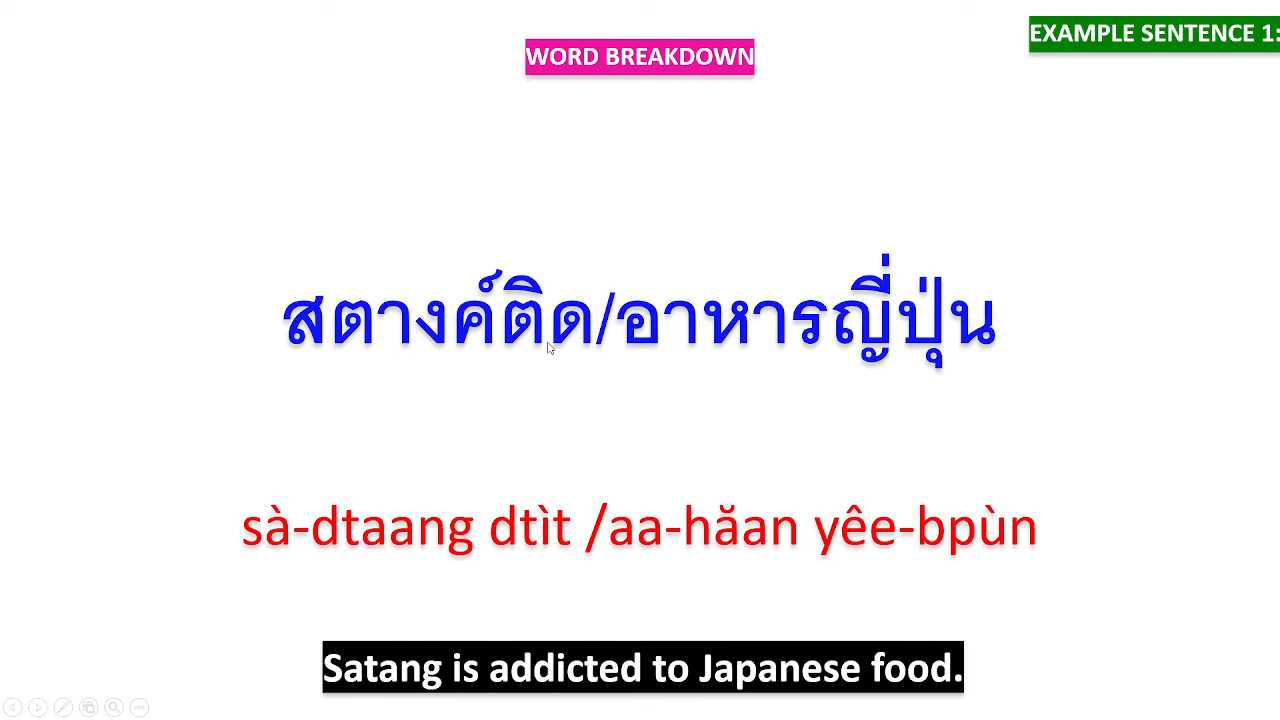 EXAMPLE SENTENCE 1:
WORD BREAKDOWN
สตางค์ติด/อาหารญี่ปุ่น
sà-dtaang dtìt /aa-hăan yêe-bpùn
Satang is addicted to Japanese food.